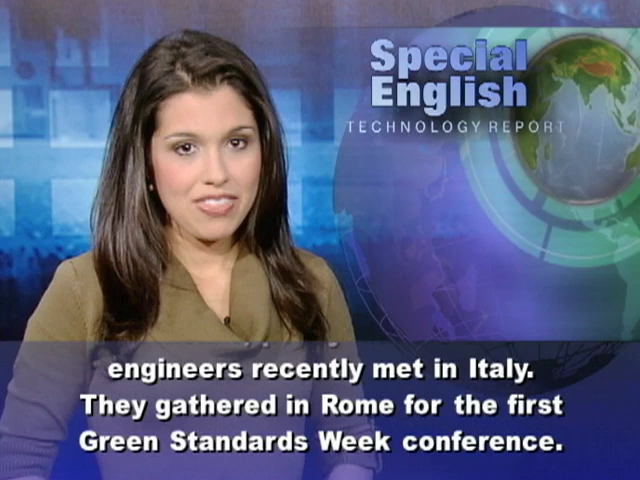 Special
English
TECHNOLOGY REPORT
engineers recently met in Italy.
They gathered in Rome for the first
Green Standards Week conference.